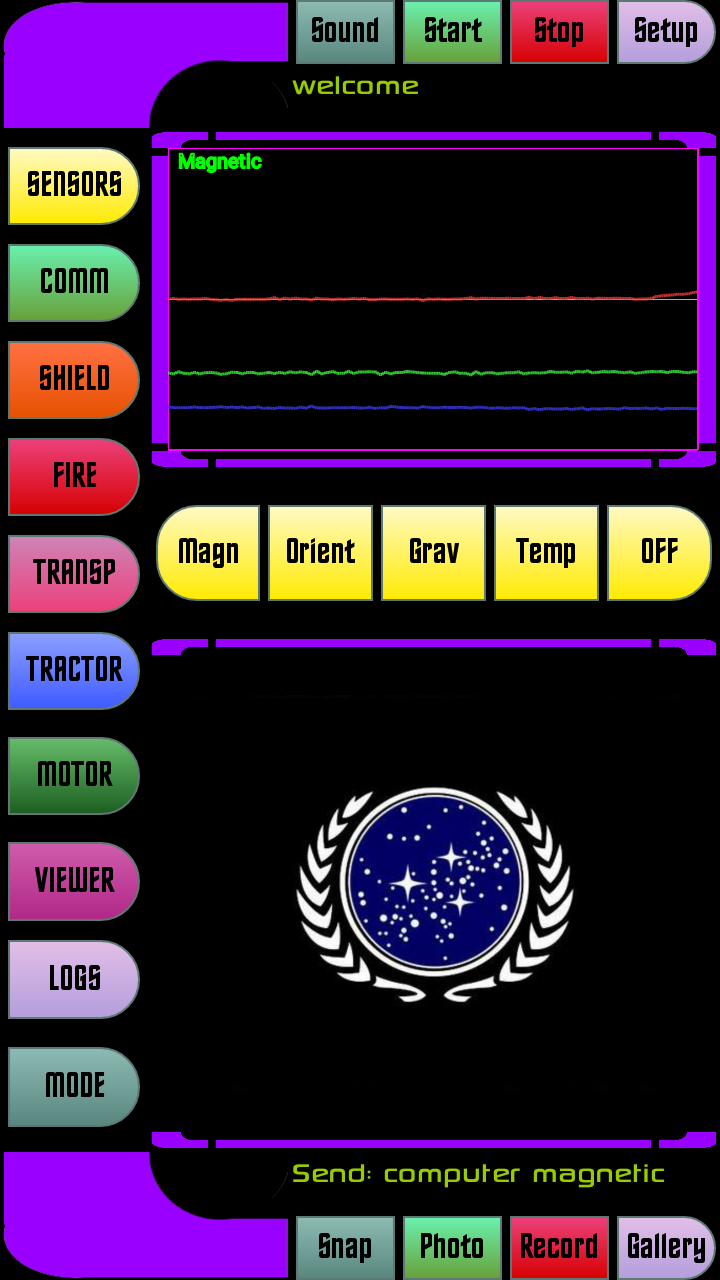 Sound Start Stop Setup
welcome
Magnetic
SENSORS
COMM
SHIELD
FIRE
TRANSP
TRACTOR
MOTOR
VIEWER
LOGS
MODE
Magn Orient Grav Temp OFF
Send: computer magnetic
Snap Photo Record Gallery